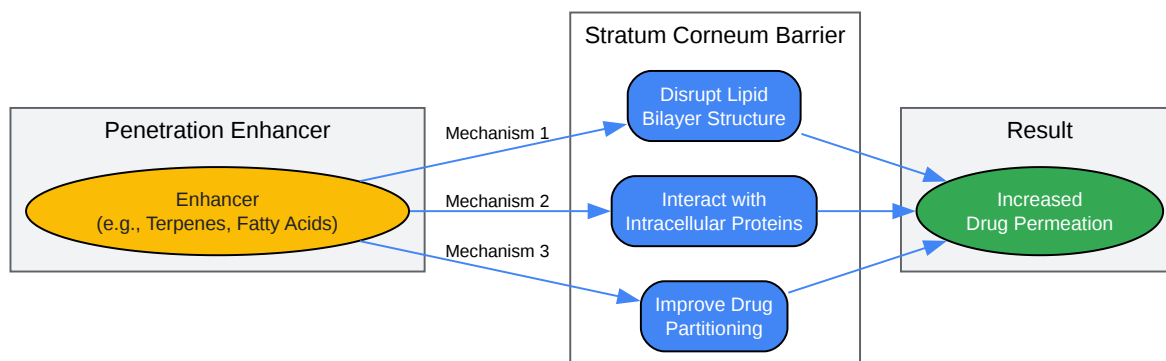 Penetration Enhancer
Enhancer
(e.g., Terpenes, Fatty Acids)
Mechanism 1
Mechanism 2
Mechanism 3
Stratum Corneum Barrier
Disrupt Lipid
Bilayer Structure
Interact with
Intracellular Proteins
Improve Drug
Partitioning
Result
Increased
Drug Permeation